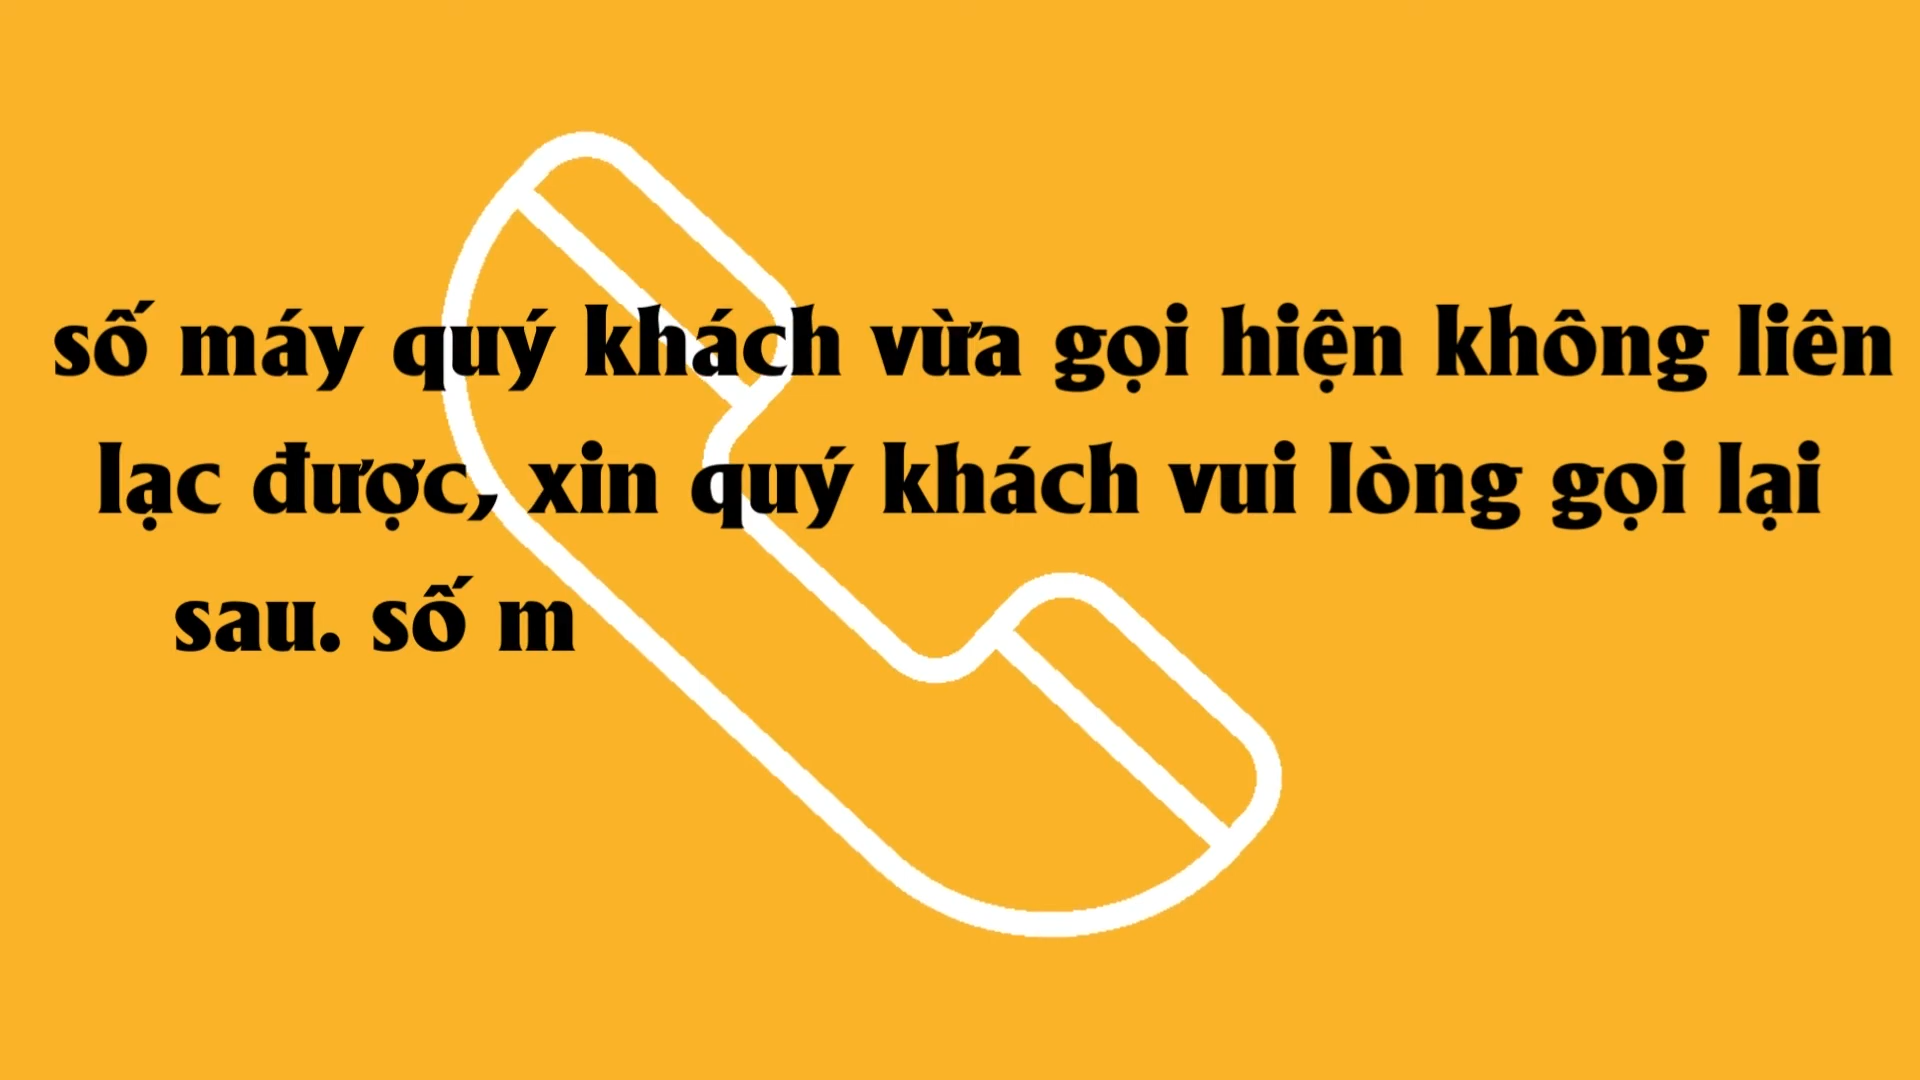 số máy quý khách vừa gọi hiện không liên
lạc được, xin quý khách vui lòng gọi lại
sau. số m